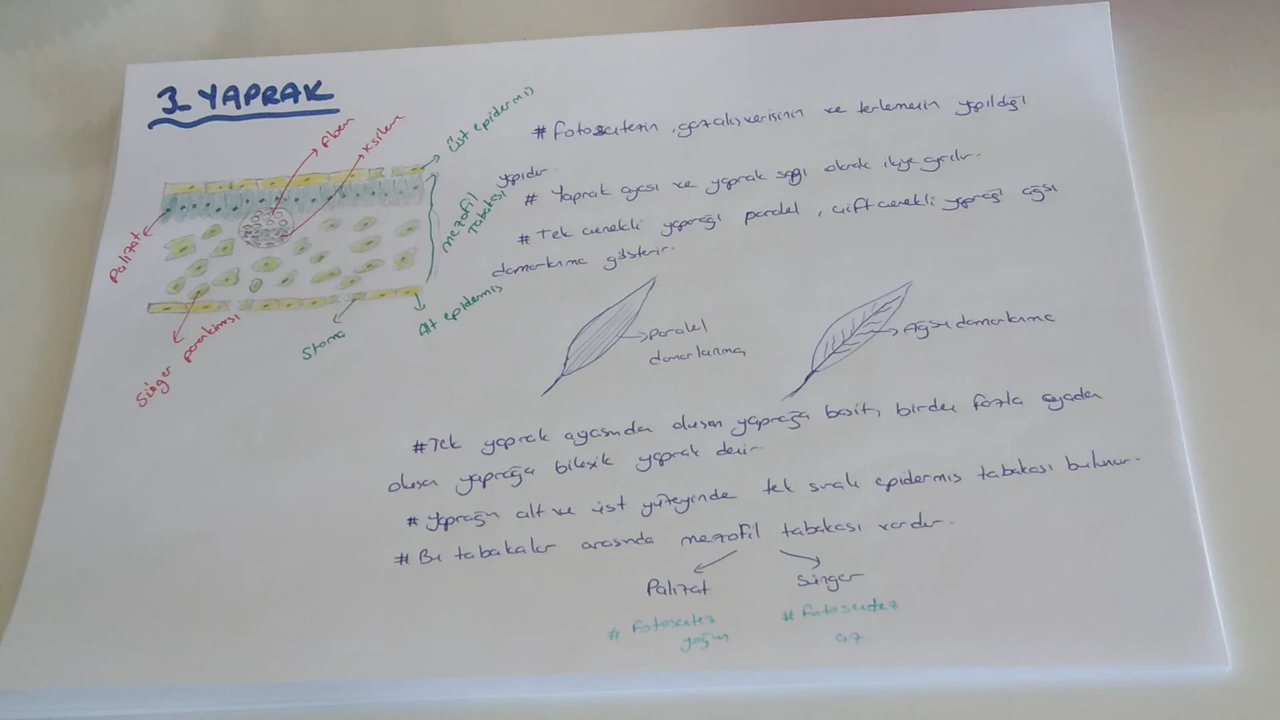 3- YAPRAK
Floem
Ksilem
Üst epidermis
Mezofil
Tabakası
Palizat
Sünger parankiması
Stoma
Alt epidermis
# Fotosentezin, gaz alışverişinin ve terlemenin yapıldığı
yapıdır.
# Yaprak ayası ve yaprak sapı olarak ikiye ayrılır.
# Tek çenekli yaprağı paralel, çift çenekli yaprağı ağsı
damarlanma gösterir.
Paralel
damarlanma
Ağsı damarlanma
# Tek yaprak ayasından oluşan yaprağa basit, birden fazla ayadan
oluşan yaprağa bileşik yaprak denir.
# Yaprağın alt ve üst yüzeyinde tek sıralı epidermis tabakası bulunur.
# Bu tabakalar arasında mezofil tabakası vardır.
Palizat
Sünger
# Fotosentez
yoğun
# Fotosentez
az